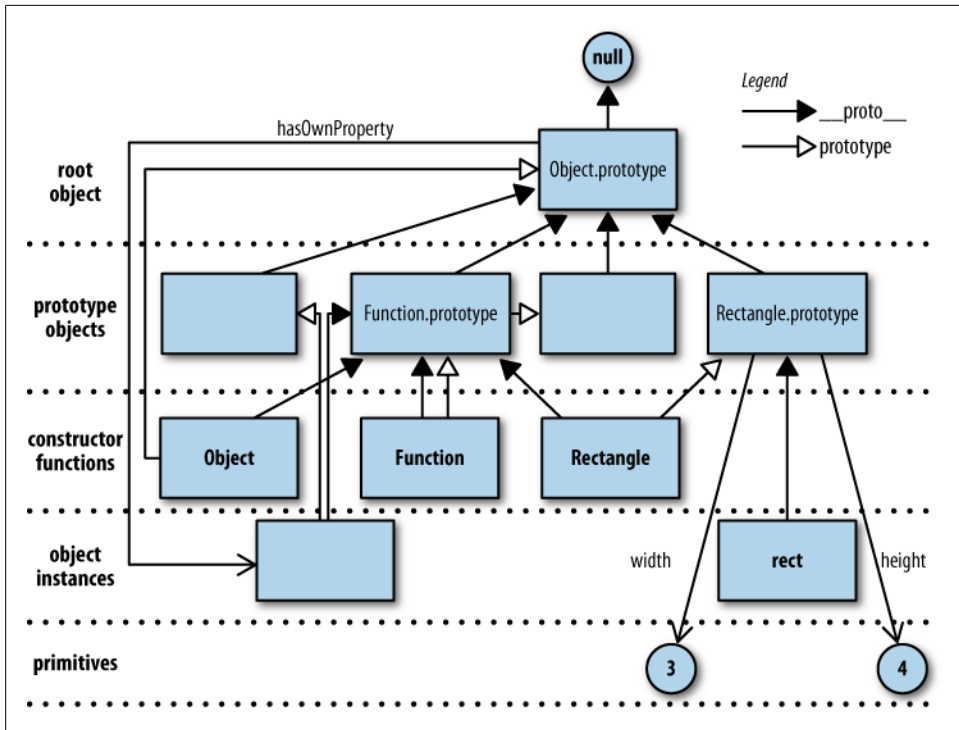 null
Legend
__proto__
prototype
hasOwnProperty
root
object
Object.prototype
prototype
objects
Function.prototype
Rectangle.prototype
constructor
functions
Object
Function
Rectangle
object
instances
width
rect
height
primitives
3
4